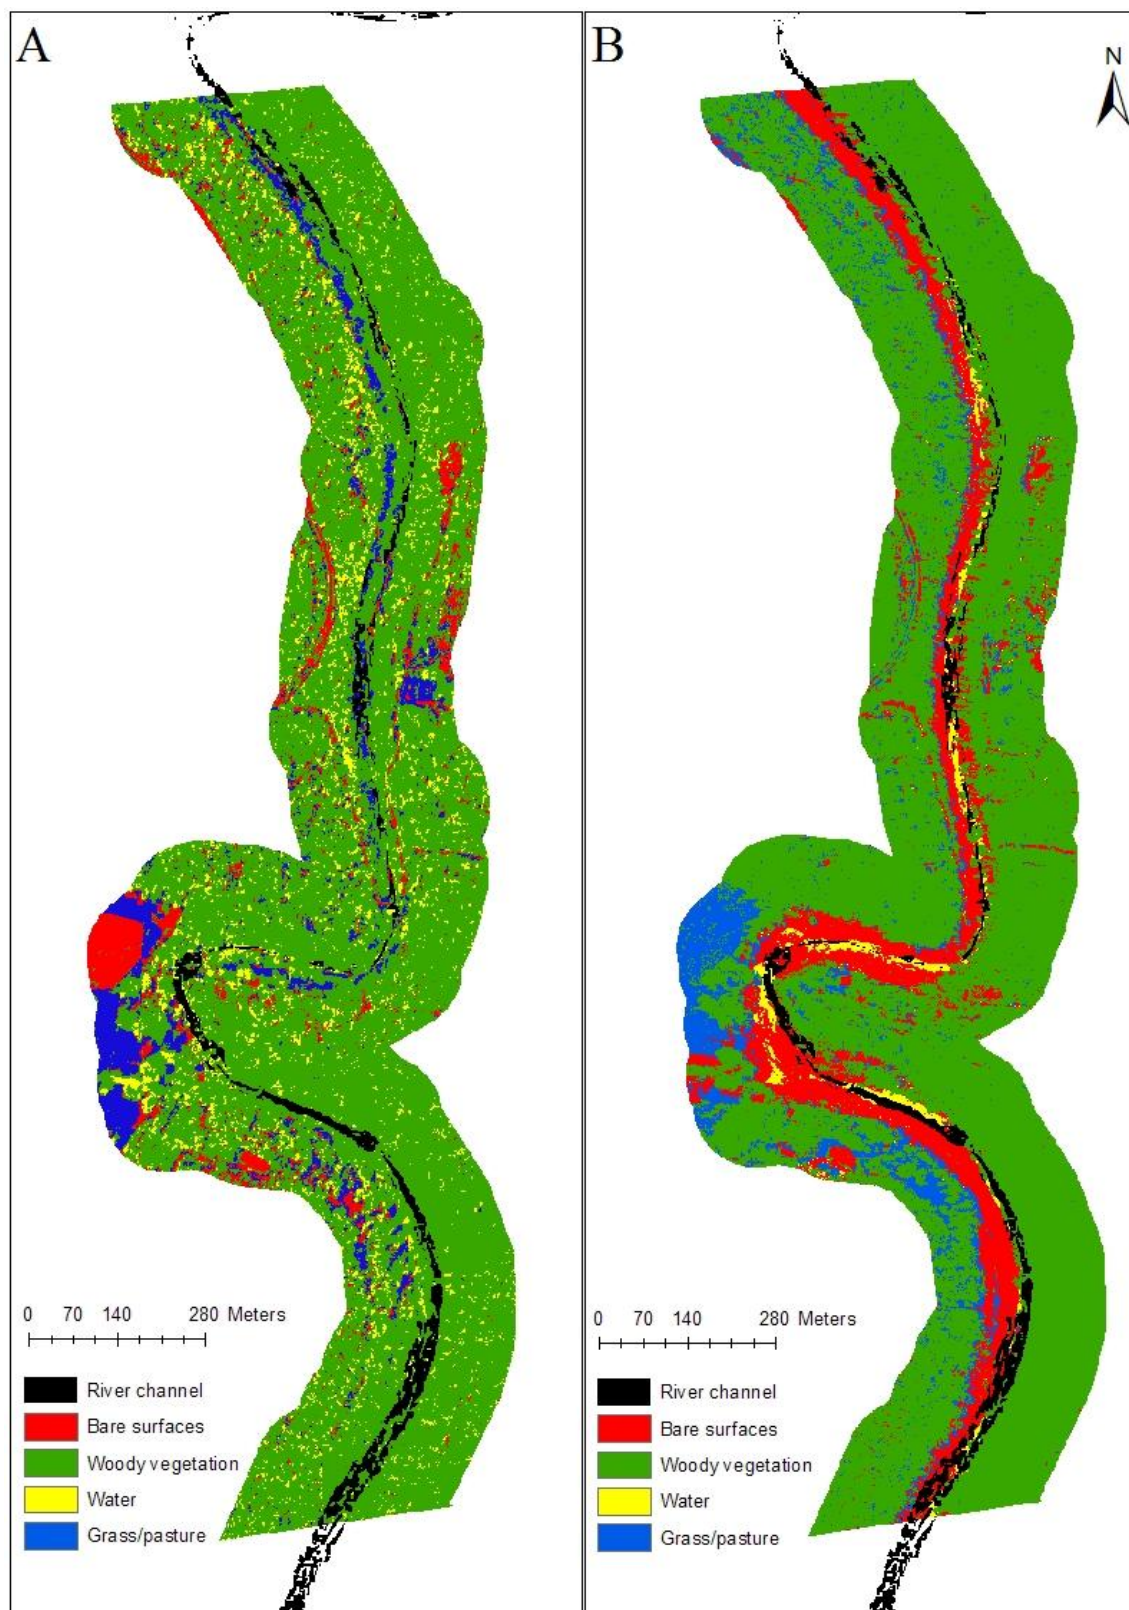 A
B
N
0 70 140 280 Meters
River channel
Bare surfaces
Woody vegetation
Water
Grass/pasture
0 70 140 280 Meters
River channel
Bare surfaces
Woody vegetation
Water
Grass/pasture